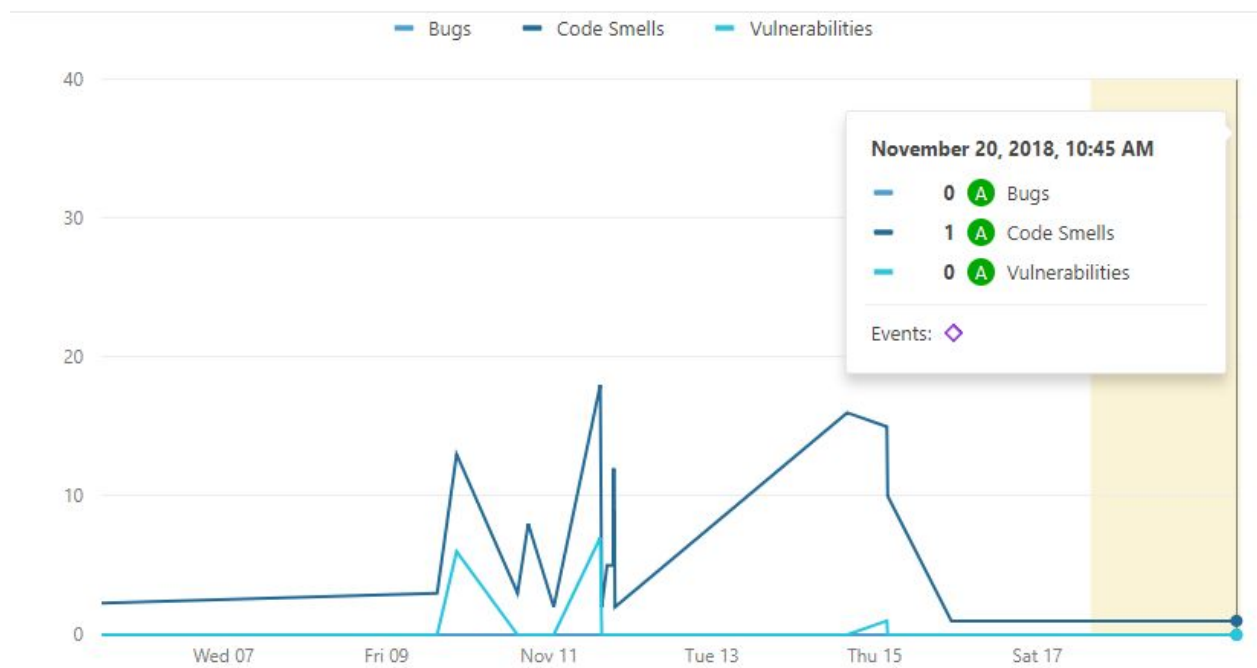 Bugs Code Smells Vulnerabilities
40
November 20, 2018, 10:45 AM
0 A Bugs
30
1 A Code Smells
0 A Vulnerabilities
Events:
20
10
0
Wed 07 Fri 09 Nov 11 Tue 13 Thu 15 Sat 17